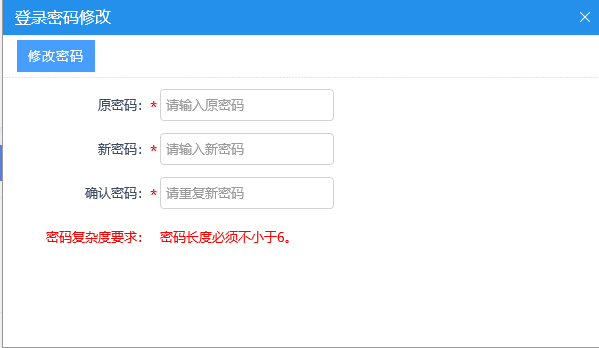 登录密码修改
修改密码
原密码：* 请输入原密码
新密码：* 请输入新密码
确认密码：* 请重复新密码
密码复杂度要求： 密码长度必须不小于6。